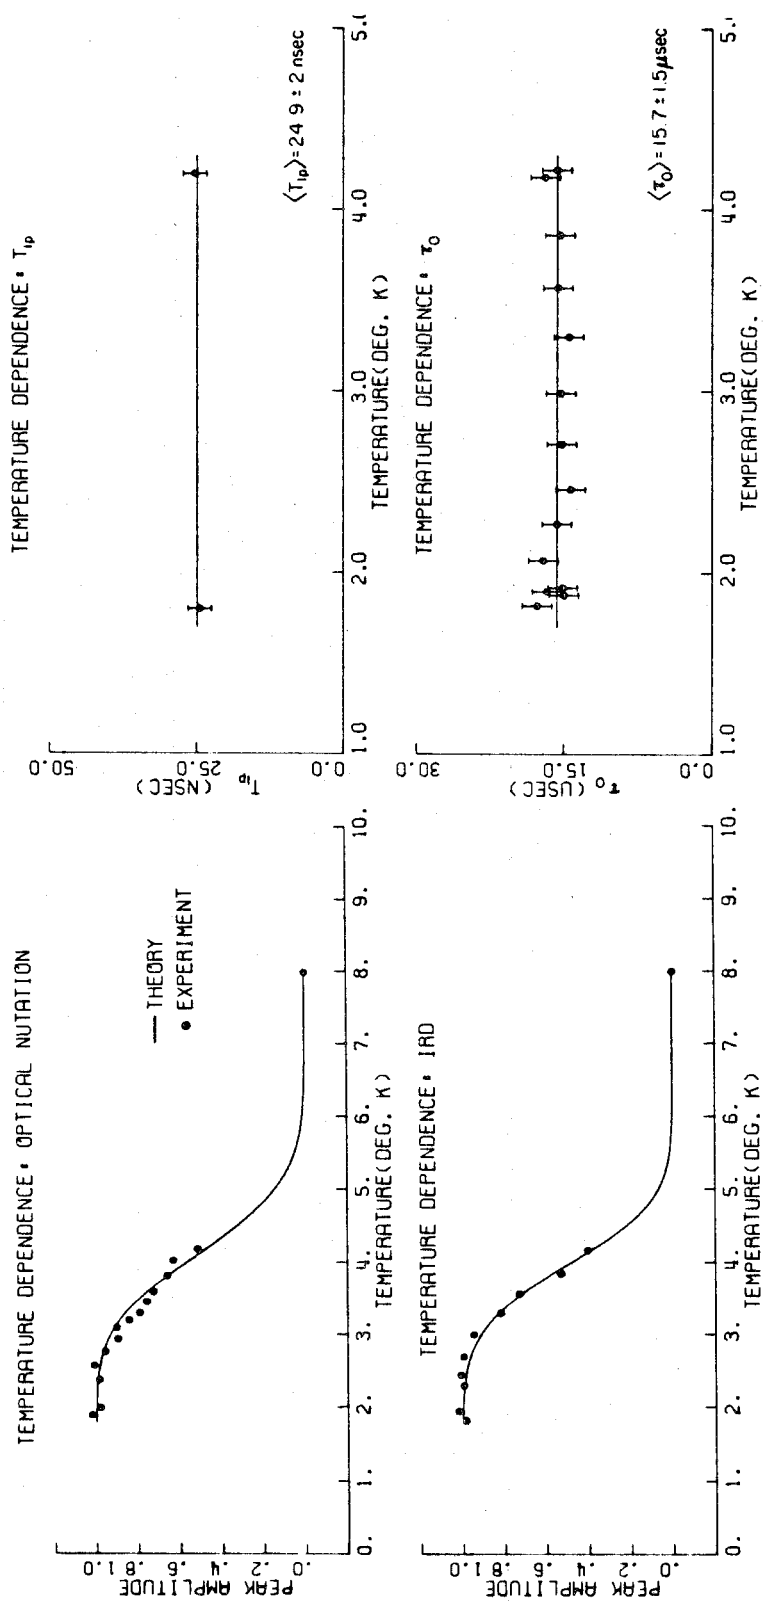 TEMPERATURE DEPENDENCE: OPTICAL NUTATION
PEAK AMPLITUDE
.0 .2 .4 .6 .8 1.0
— THEORY
• EXPERIMENT
0. 1. 2. 3. 4. 5. 6. 7. 8. 9. 10.
TEMPERATURE(DEG. K)
TEMPERATURE DEPENDENCE: T₁ρ
T₁ρ (NSEC)
0.0 25.0 50.0
⟨T₁ρ⟩=24 9 ± 2 nsec
1.0 2.0 3.0 4.0 5.(
TEMPERATURE(DEG. K)
TEMPERATURE DEPENDENCE: IRD
PEAK AMPLITUDE
.0 .2 .4 .6 .8 1.0
0. 1. 2. 3. 4. 5. 6. 7. 8. 9. 10.
TEMPERATURE(DEG. K)
TEMPERATURE DEPENDENCE: τ₀
τ₀ (USEC)
0.0 15.0 30.0
⟨τ₀⟩=15.7 ± 1.5μsec
1.0 2.0 3.0 4.0 5.
TEMPERATURE(DEG. K)